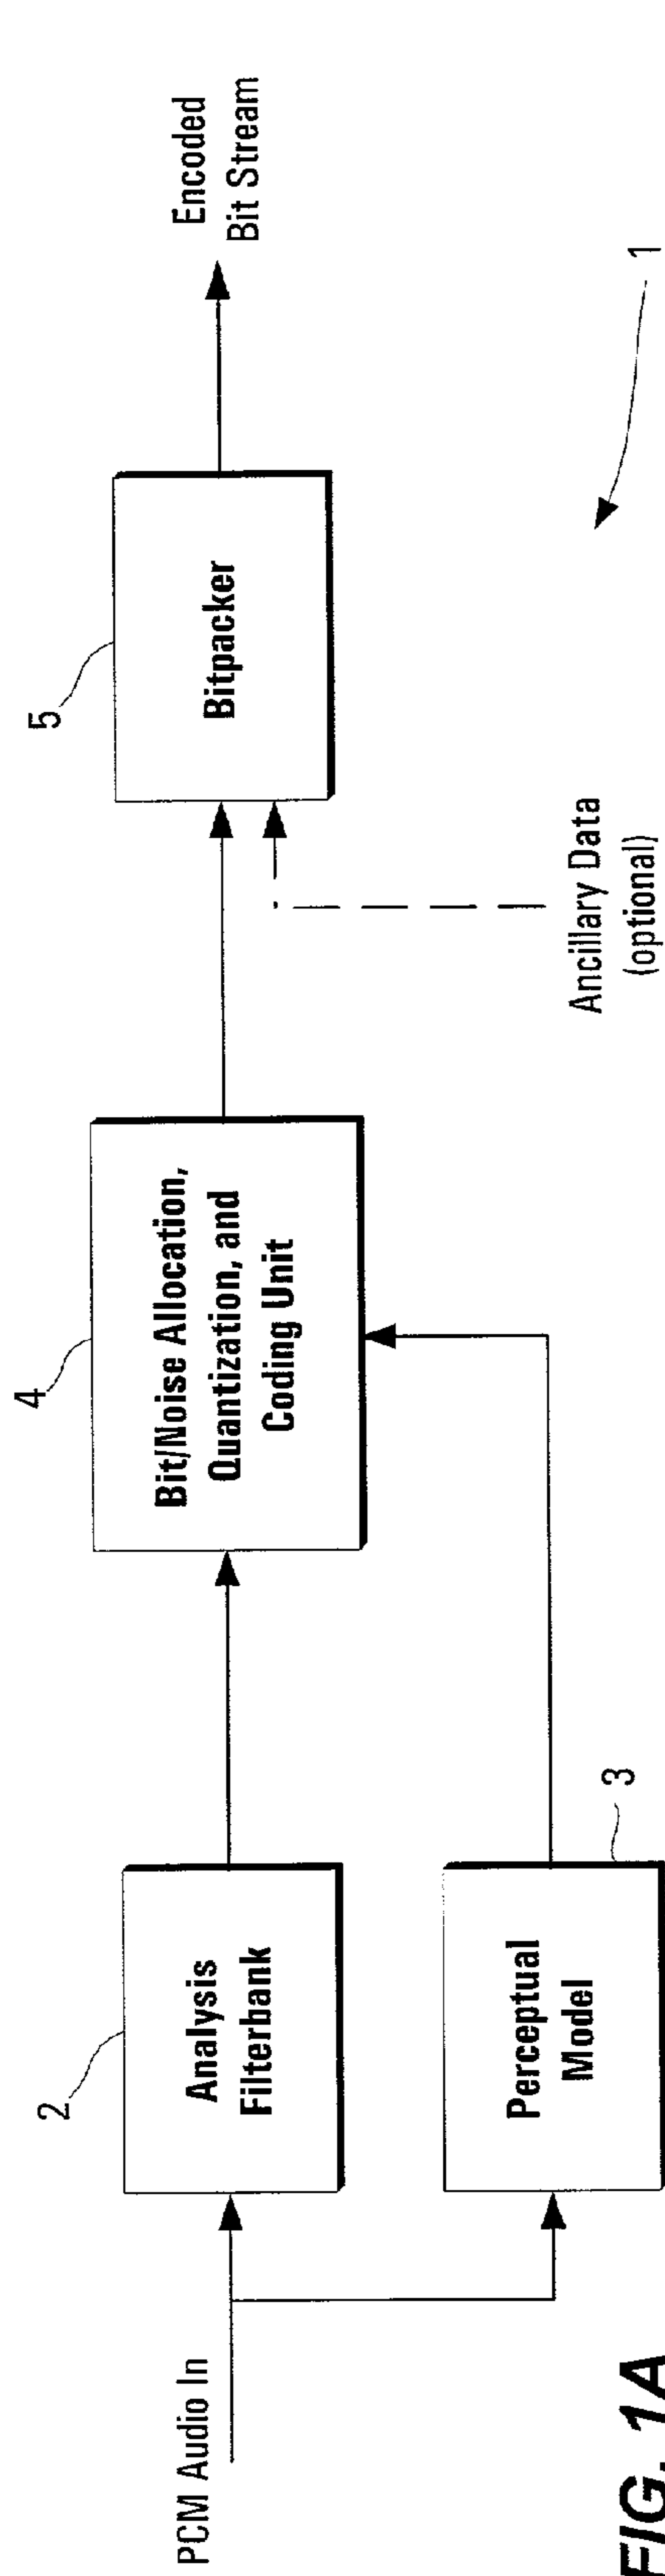 PCM Audio In
2
Analysis
Filterbank
Perceptual
Model
3
4
Bit/Noise Allocation,
Quantization, and
Coding Unit
5
Bitpacker
Ancillary Data
(optional)
Encoded
Bit Stream
1
FIG. 1A